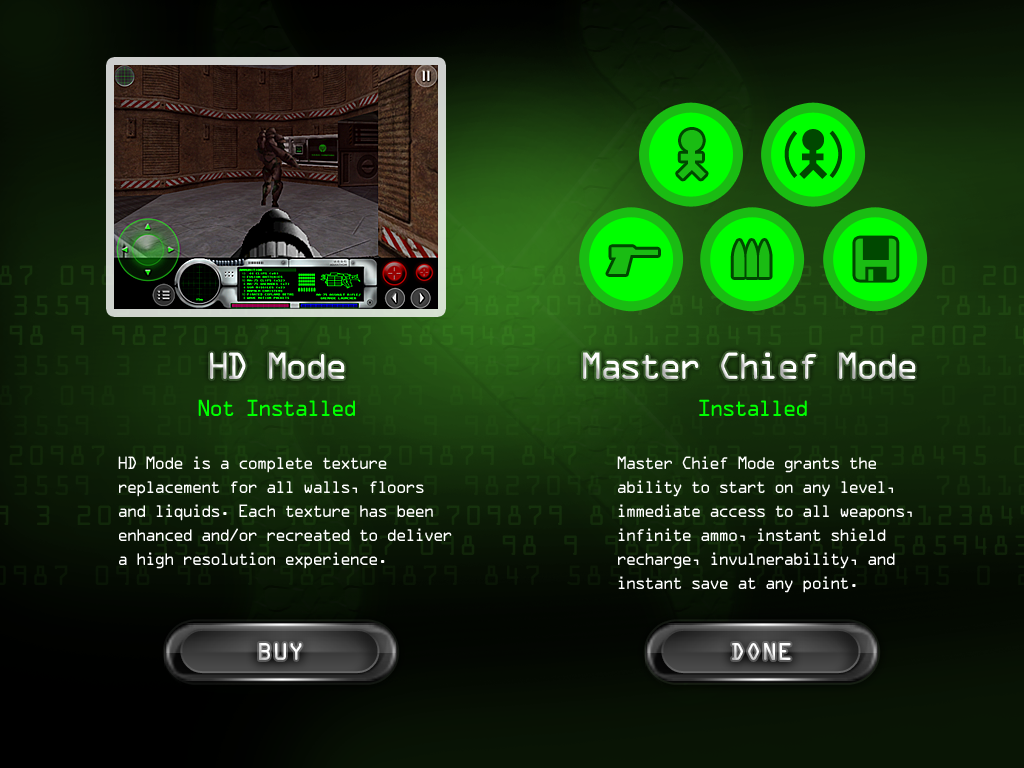 HD Mode
Not Installed
HD Mode is a complete texture
replacement for all walls, floors
and liquids. Each texture has been
enhanced and/or recreated to deliver
a high resolution experience.
BUY
Master Chief Mode
Installed
Master Chief Mode grants the
ability to start on any level,
immediate access to all weapons,
infinite ammo, instant shield
recharge, invulnerability, and
instant save at any point.
DONE